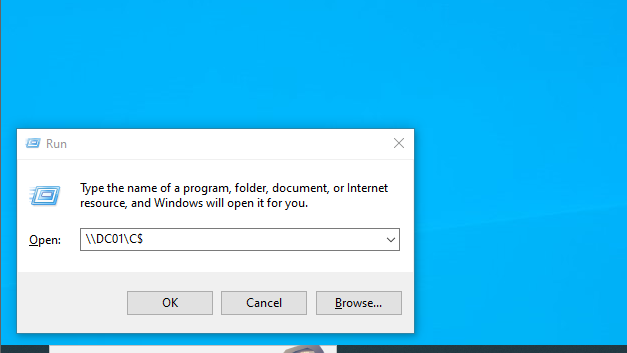 Run
Type the name of a program, folder, document, or Internet
resource, and Windows will open it for you.
Open:
\\DC01\C$
OK
Cancel
Browse...